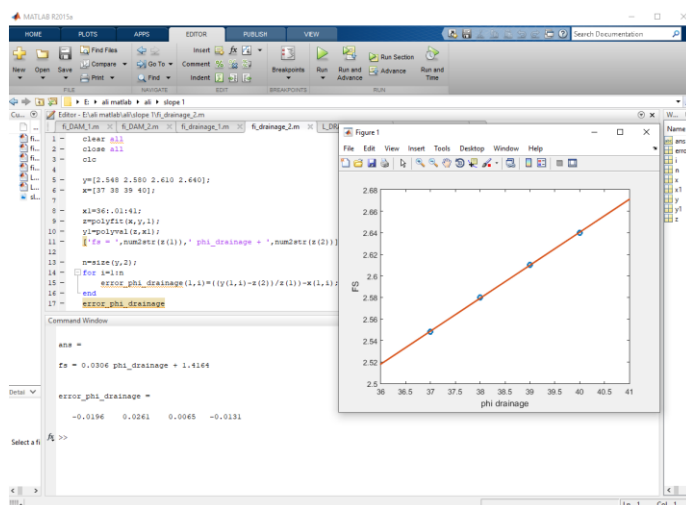 MATLAB R2015a
HOME PLOTS APPS EDITOR PUBLISH VIEW
Search Documentation
New Open Save Find Files Compare Print
Go To Find
Insert Comment Indent
Breakpoints
Run Run and Advance Run Section Advance Run and Time
FILE NAVIGATE EDIT BREAKPOINTS RUN
E: ali matlab ali slope 1
Cu...
Editor - E:\ali matlab\ali\slope 1\fi_drainage_2.m
W...
fi_DAM_1.m fi_DAM_2.m fi_drainage_1.m fi_drainage_2.m
1 - clear all
2 - close all
3 - clc
4
5 - y=[2.548 2.580 2.610 2.640];
6 - x=[37 38 39 40];
7
8 - x1=36:.01:41;
9 - z=polyfit(x,y,1);
10 - y1=polyval(z,x1);
11 - ['fs = ',num2str(z(1)),' phi_drainage + ',num2str(z(2))]
12
13 - n=size(y,2);
14 - for i=1:n
15 - error_phi_drainage(1,i)=((y(1,i)-z(2))/z(1))-x(1,i);
16 - end
17 - error_phi_drainage
Command Window
ans =
fs = 0.0306 phi_drainage + 1.4164
error_phi_drainage =
-0.0196 0.0261 0.0065 -0.0131
fx >>
Detai
Select a fi
Figure 1
File Edit View Insert Tools Desktop Window Help
2.68
2.66
2.64
2.62
2.6
2.58
2.56
2.54
2.52
2.5
FS
36 36.5 37 37.5 38 38.5 39 39.5 40 40.5 41
phi drainage
Name
ans
erro
i
n
x
x1
y
y1
z
Ln 1 Col 1